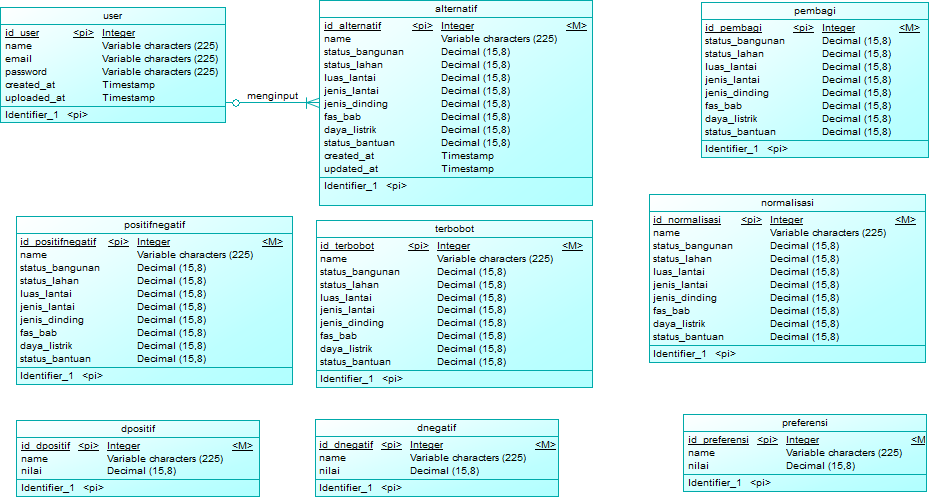 user
id_user <pi> Integer
name Variable characters (225)
email Variable characters (225)
password Variable characters (225)
created_at Timestamp
uploaded_at Timestamp
Identifier_1 <pi>
menginput
alternatif
id_alternatif <pi> Integer <M>
name Variable characters (225)
status_bangunan Decimal (15,8)
status_lahan Decimal (15,8)
luas_lantai Decimal (15,8)
jenis_lantai Decimal (15,8)
jenis_dinding Decimal (15,8)
fas_bab Decimal (15,8)
daya_listrik Decimal (15,8)
status_bantuan Decimal (15,8)
created_at Timestamp
updated_at Timestamp
Identifier_1 <pi>
pembagi
id_pembagi <pi> Integer <M>
status_bangunan Decimal (15,8)
status_lahan Decimal (15,8)
luas_lantai Decimal (15,8)
jenis_lantai Decimal (15,8)
jenis_dinding Decimal (15,8)
fas_bab Decimal (15,8)
daya_listrik Decimal (15,8)
status_bantuan Decimal (15,8)
Identifier_1 <pi>
positifnegatif
id_positifnegatif <pi> Integer <M>
name Variable characters (225)
status_bangunan Decimal (15,8)
status_lahan Decimal (15,8)
luas_lantai Decimal (15,8)
jenis_lantai Decimal (15,8)
jenis_dinding Decimal (15,8)
fas_bab Decimal (15,8)
daya_listrik Decimal (15,8)
status_bantuan Decimal (15,8)
Identifier_1 <pi>
terbobot
id_terbobot <pi> Integer <M>
name Variable characters (225)
status_bangunan Decimal (15,8)
status_lahan Decimal (15,8)
luas_lantai Decimal (15,8)
jenis_lantai Decimal (15,8)
jenis_dinding Decimal (15,8)
fas_bab Decimal (15,8)
daya_listrik Decimal (15,8)
status_bantuan Decimal (15,8)
Identifier_1 <pi>
normalisasi
id_normalisasi <pi> Integer <M>
name Variable characters (225)
status_bangunan Decimal (15,8)
status_lahan Decimal (15,8)
luas_lantai Decimal (15,8)
jenis_lantai Decimal (15,8)
jenis_dinding Decimal (15,8)
fas_bab Decimal (15,8)
daya_listrik Decimal (15,8)
status_bantuan Decimal (15,8)
Identifier_1 <pi>
dpositif
id_dpositif <pi> Integer <M>
name Variable characters (225)
nilai Decimal (15,8)
Identifier_1 <pi>
dnegatif
id_dnegatif <pi> Integer <M>
name Variable characters (225)
nilai Decimal (15,8)
Identifier_1 <pi>
preferensi
id_preferensi <pi> Integer <M
name Variable characters (225)
nilai Decimal (15,8)
Identifier_1 <pi>